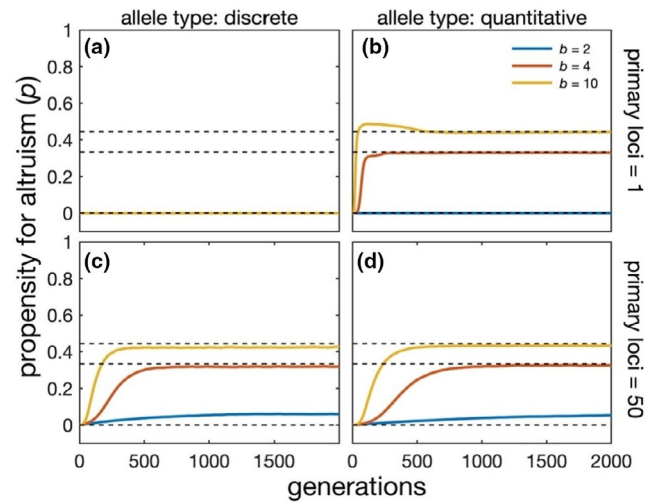 allele type: discrete
allele type: quantitative
(a)
(b)
b = 2
b = 4
b = 10
1
0.8
0.6
0.4
0.2
0
primary loci = 1
propensity for altruism (p)
(c)
(d)
1
0.8
0.6
0.4
0.2
0
primary loci = 50
0
500
1000
1500
0
500
1000
1500
2000
generations